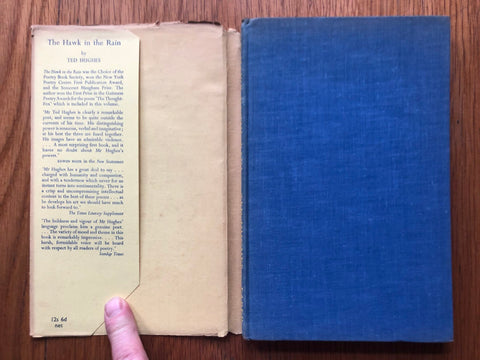 The Hawk in the Rain
by
TED HUGHES
The Hawk in the Rain was the Choice of the
Poetry Book Society, won the New York
Poetry Centre First Publication Award,
and the Somerset Maugham Prize. The
author won the First Prize in the Guinness
Poetry Awards for the poem 'The Thought-
Fox' which is included in this volume.
'Mr Ted Hughes is clearly a remarkable
poet, and seems to be quite outside the
currents of his time. His distinguishing
power is sensuous, verbal and imaginative;
at his best the three are fused together.
His images have an admirable violence.
. . . A most surprising first book, and it
leaves no doubt about Mr Hughes's
powers.'
EDWIN MUIR in the New Statesman
'Mr Hughes has a great deal to say . . .
charged with humanity and compassion,
and with a tenderness which never for an
instant turns into sentimentality. There is
a crisp and uncompromising intellectual
content in the best of these poems . . . as
he develops his art we should have much
to look forward to.'
The Times Literary Supplement
'The boldness and vigour of Mr Hughes'
language proclaim him a genuine poet.
. . . The variety of mood and theme in this
book is remarkably impressive. . . . This
harsh, formidable voice will be heard
with respect by all readers of poetry.'
Sunday Times
12s 6d
net